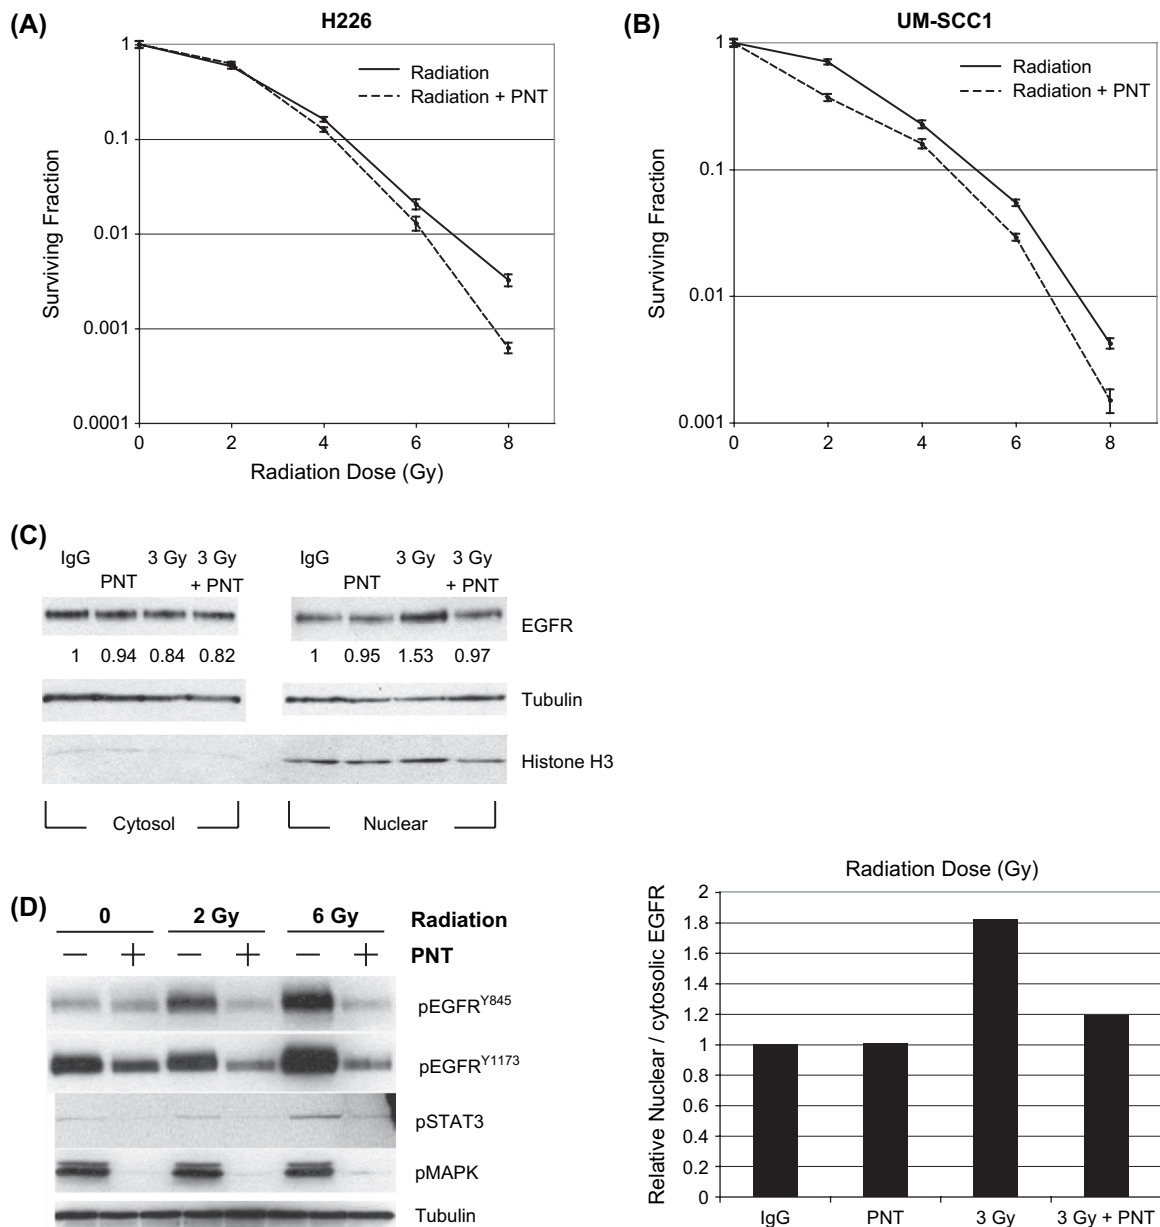 (A)
H226
1
0.1
0.01
0.001
0.0001
Surviving Fraction
Radiation
Radiation + PNT
0 2 4 6 8
Radiation Dose (Gy)
(B)
UM-SCC1
1
0.1
0.01
0.001
Surviving Fraction
Radiation
Radiation + PNT
0 2 4 6 8
Radiation Dose (Gy)
(C)
IgG PNT 3 Gy 3 Gy + PNT
IgG PNT 3 Gy 3 Gy + PNT
EGFR
1 0.94 0.84 0.82
1 0.95 1.53 0.97
Tubulin
Histone H3
Cytosol
Nuclear
2
1.8
1.6
1.4
1.2
1
0.8
0.6
0.4
0.2
0
Relative Nuclear / cytosolic EGFR
IgG PNT 3 Gy 3 Gy + PNT
(D)
0 2 Gy 6 Gy Radiation
— + — + — + PNT
pEGFR^Y845
pEGFR^Y1173
pSTAT3
pMAPK
Tubulin